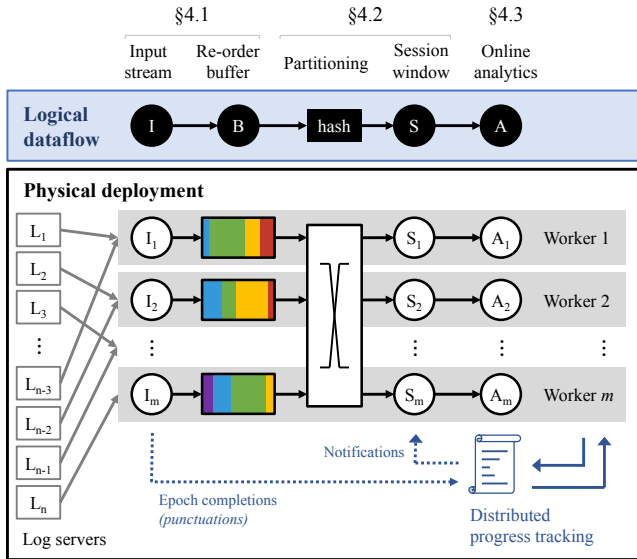 §4.1 §4.2 §4.3
Input stream
Re-order buffer
Partitioning
Session window
Online analytics
Logical dataflow
I B hash S A
Physical deployment
L1
L2
L3
⋮
Ln-3
Ln-2
Ln-1
Ln
Log servers
I1 S1 A1 Worker 1
I2 S2 A2 Worker 2
⋮ ⋮ ⋮ ⋮
Im Sm Am Worker m
Notifications
Epoch completions
(punctuations)
Distributed
progress tracking